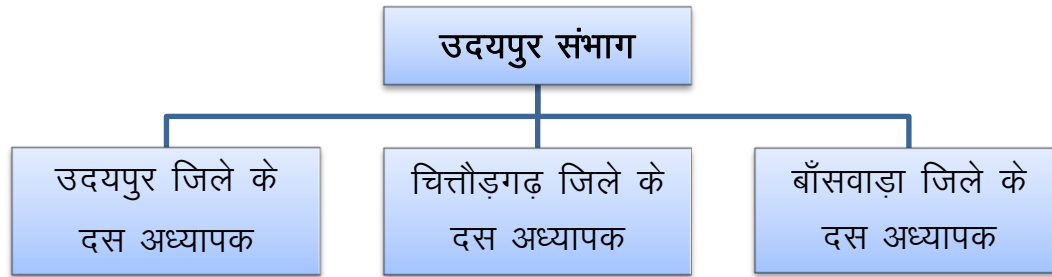 उदयपुर संभाग
उदयपुर जिले के
दस अध्यापक
चित्तौड़गढ़ जिले के
दस अध्यापक
बाँसवाड़ा जिले के
दस अध्यापक